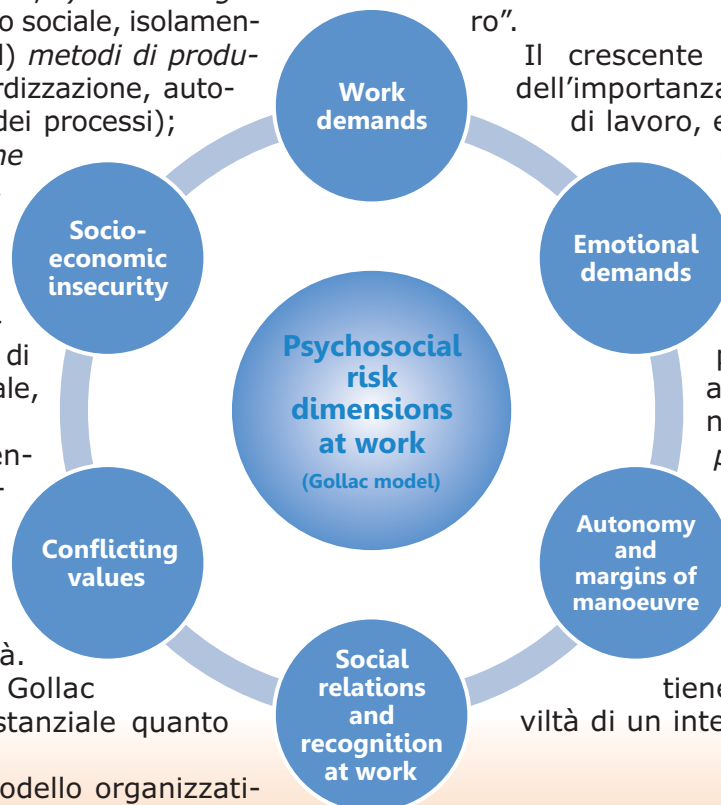 o sociale, isolamen-
) metodi di produ-
rdizzazione, auto-
dei processi);
ne
di
ale,
en-
à.
Gollac
stanziale quanto
odello organizzati-
ro”.
Il crescente
dell’importanza
di lavoro, e
p
a
n
p
tiene
viltà di un inte
Work
demands
Emotional
demands
Autonomy
and
margins of
manoeuvre
Social
relations
and
recognition
at work
Conflicting
values
Socio-
economic
insecurity
Psychosocial
risk
dimensions
at work
(Gollac model)